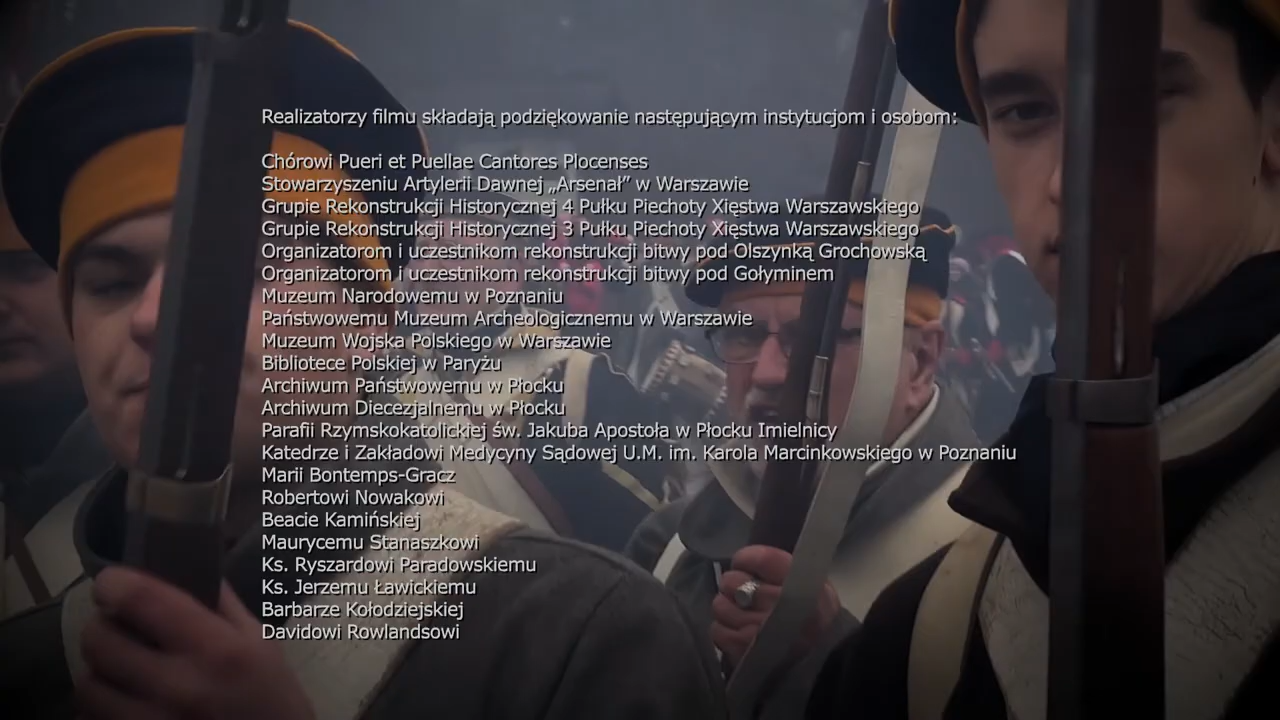 Realizatorzy filmu składają podziękowanie następującym instytucjom i osobom:
Chórowi Pueri et Puellae Cantores Plocenses
Stowarzyszeniu Artylerii Dawnej „Arsenał” w Warszawie
Grupie Rekonstrukcji Historycznej 4 Pułku Piechoty Xięstwa Warszawskiego
Grupie Rekonstrukcji Historycznej 3 Pułku Piechoty Xięstwa Warszawskiego
Organizatorom i uczestnikom rekonstrukcji bitwy pod Olszynką Grochowską
Organizatorom i uczestnikom rekonstrukcji bitwy pod Gołyminem
Muzeum Narodowemu w Poznaniu
Państwowemu Muzeum Archeologicznemu w Warszawie
Muzeum Wojska Polskiego w Warszawie
Bibliotece Polskiej w Paryżu
Archiwum Państwowemu w Płocku
Archiwum Diecezjalnemu w Płocku
Parafii Rzymskokatolickiej św. Jakuba Apostoła w Płocku Imielnicy
Katedrze i Zakładowi Medycyny Sądowej U.M. im. Karola Marcinkowskiego w Poznaniu
Marii Bontemps-Gracz
Robertowi Nowakowi
Beacie Kamińskiej
Maurycemu Stanaszkowi
Ks. Ryszardowi Paradowskiemu
Ks. Jerzemu Ławickiemu
Barbarze Kołodziejskiej
Davidowi Rowlandsowi